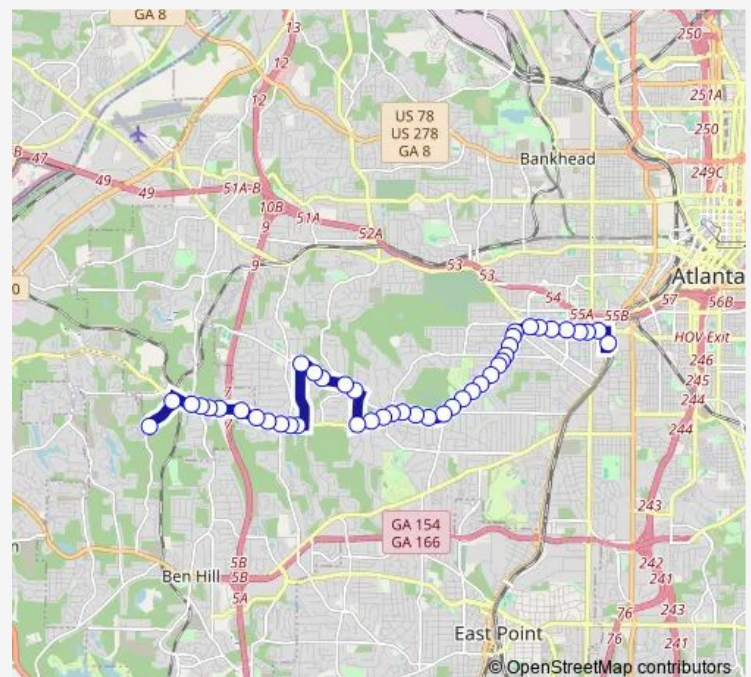 GA 8
13
12
12
250
251A
250
249C
US 78
US 278
GA 8
Bankhead
B
47
49
49
51A-B
10B
51A
9
52A
9
53
53
54
55A
55B
57
56B
Atlanta
0
HOV Exit
246
245
244
244
7
GA 154
GA 166
243
242
241
5B
5B
5A
Ben Hill
76
76
243
241
East Point
© OpenStreetMap contributors